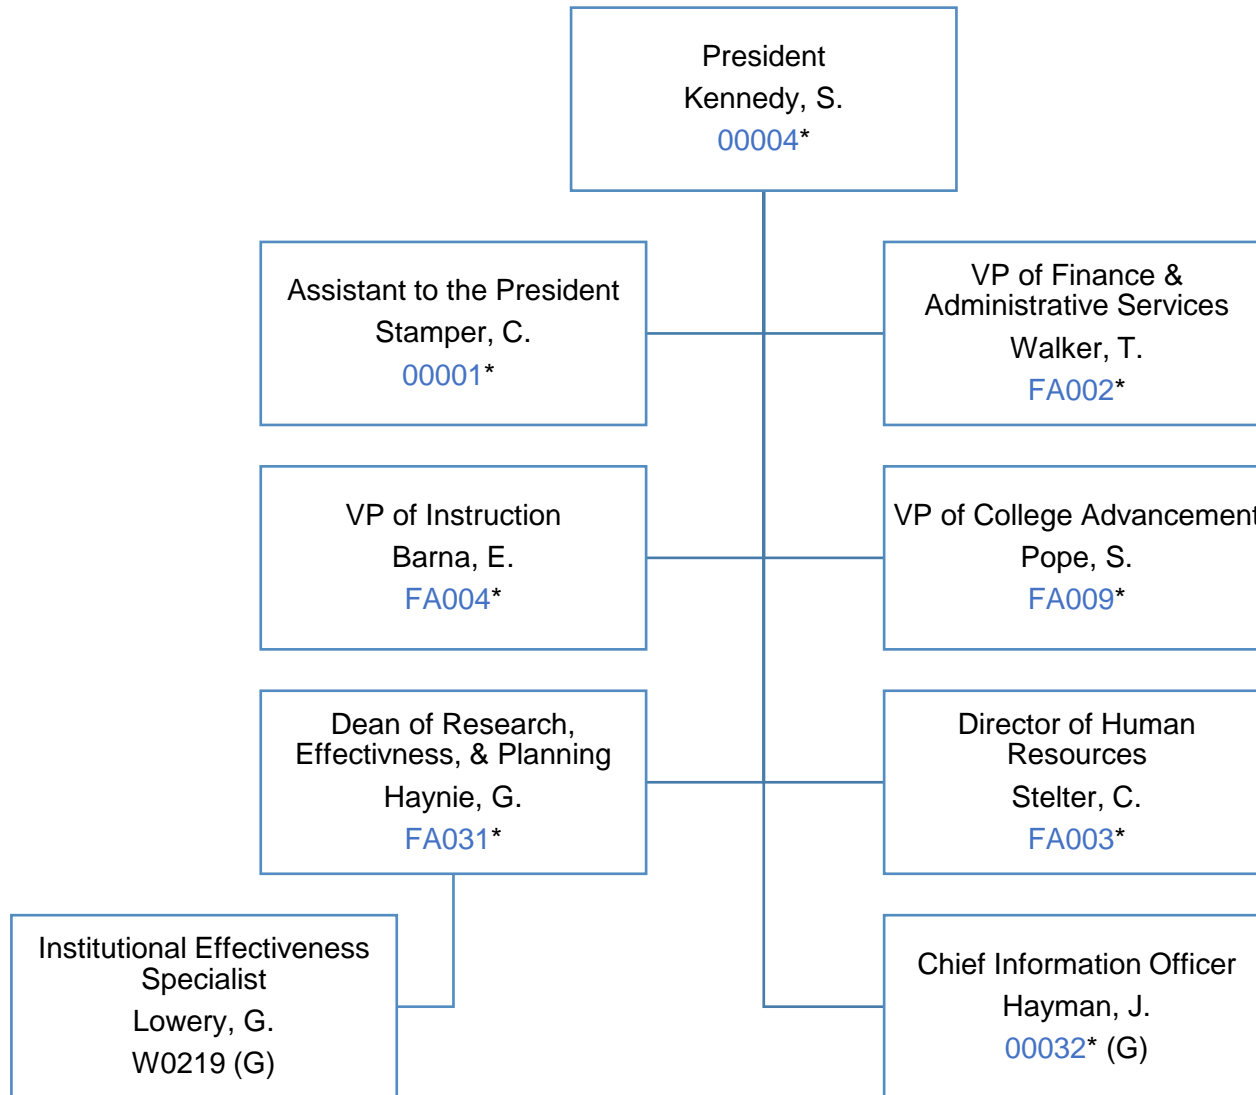 President
Kennedy, S.
00004*
Assistant to the President
Stamper, C.
00001*
VP of Finance &
Administrative Services
Walker, T.
FA002*
VP of Instruction
Barna, E.
FA004*
VP of College Advancement
Pope, S.
FA009*
Dean of Research,
Effectivness, & Planning
Haynie, G.
FA031*
Director of Human
Resources
Stelter, C.
FA003*
Institutional Effectiveness
Specialist
Lowery, G.
W0219 (G)
Chief Information Officer
Hayman, J.
00032* (G)